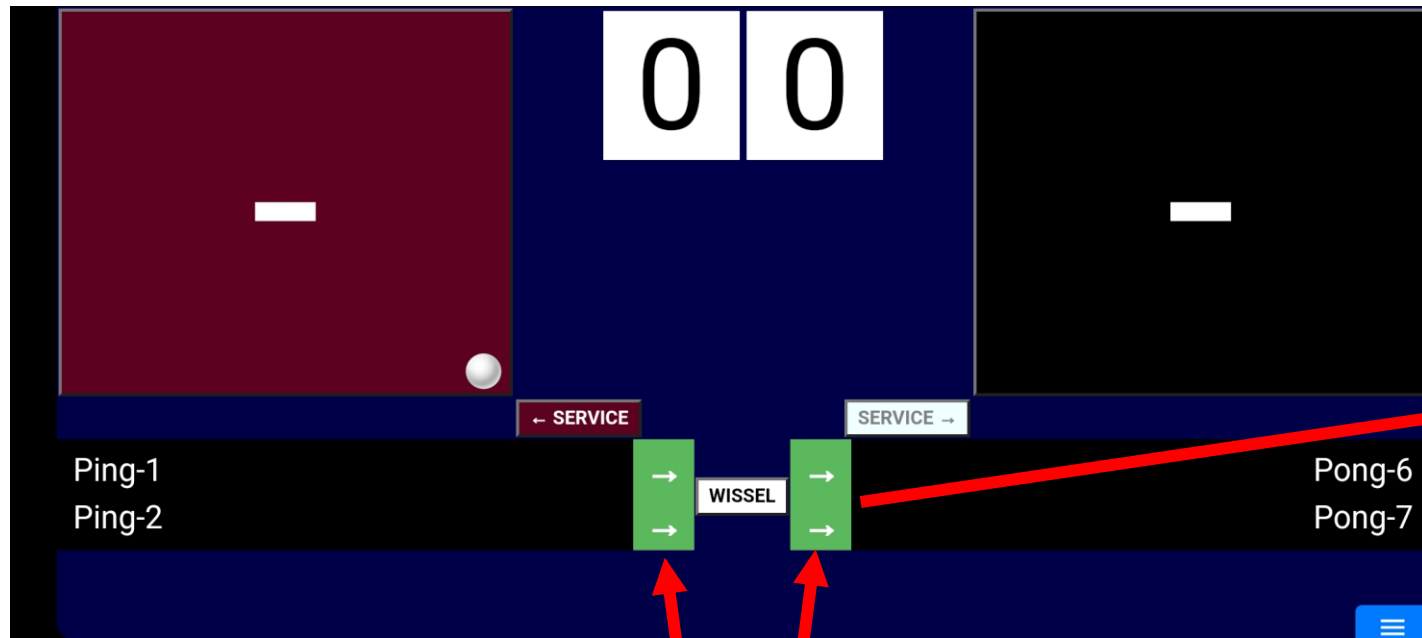 0 0
- -
← SERVICE SERVICE →
Ping-1 → → Pong-6
WISSEL
Ping-2 → → Pong-7